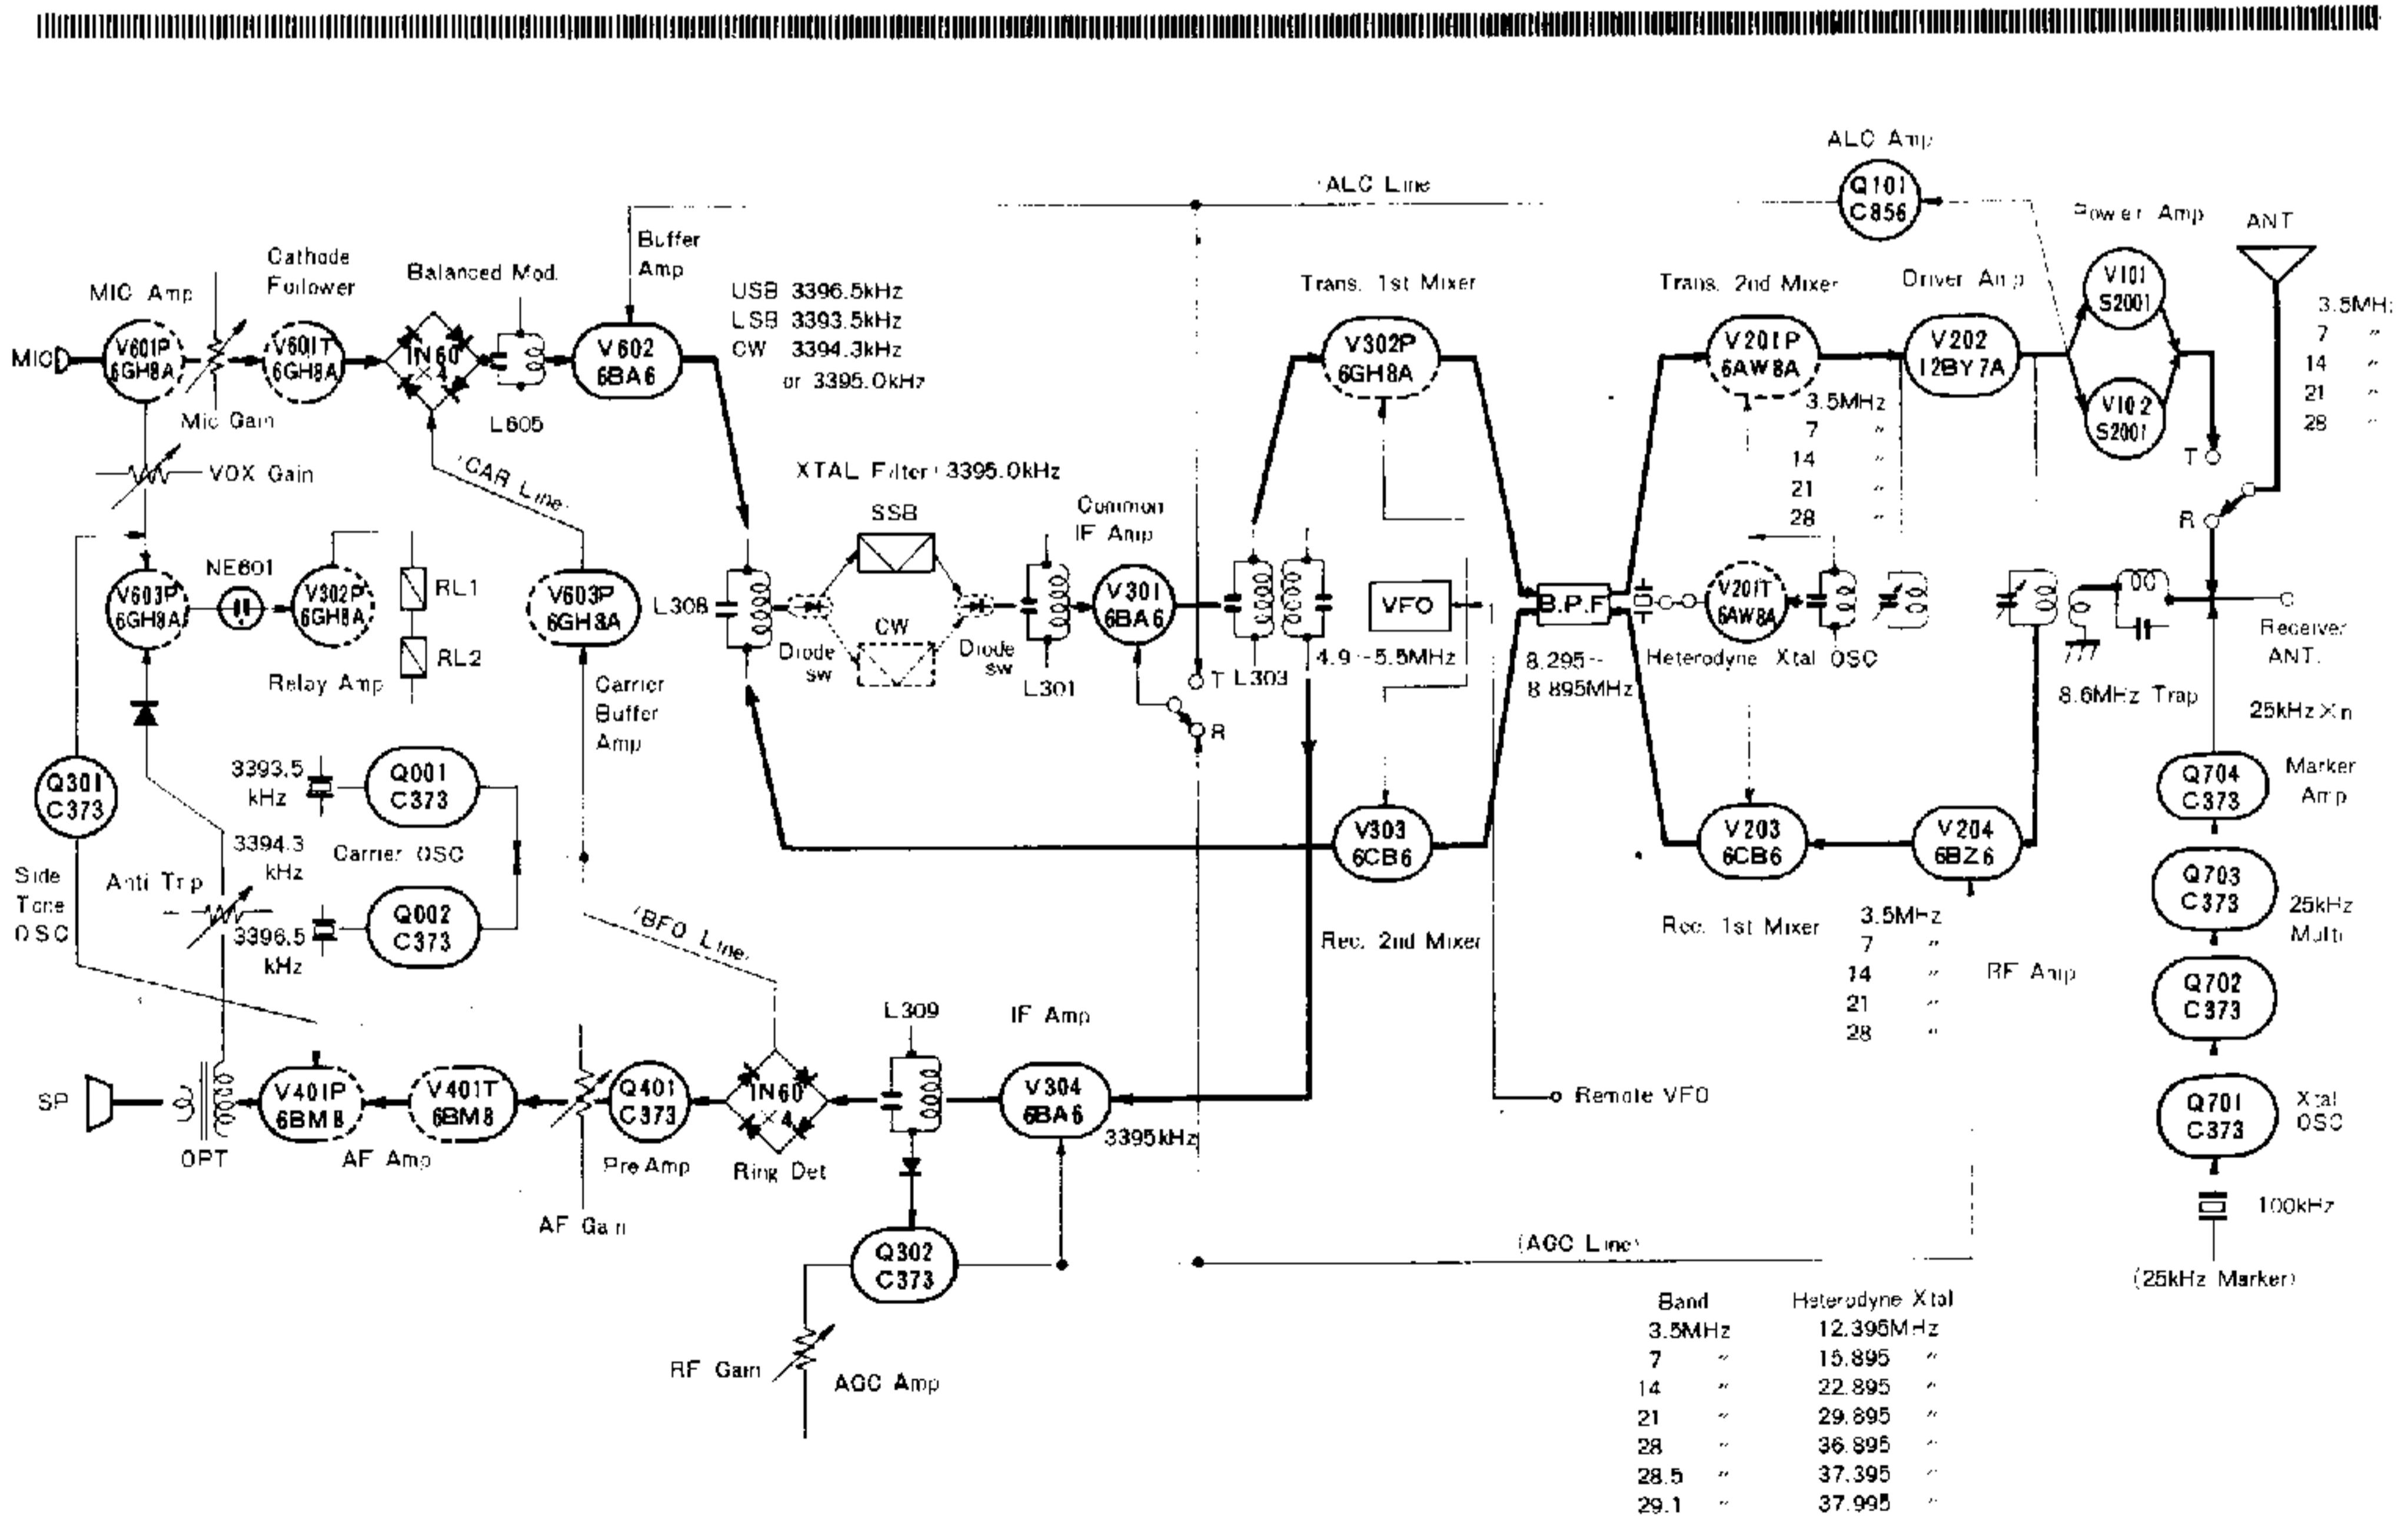 ALC Amp
Q101
C856
(ALC Line)
Power Amp
V101
S2001
V102
S2001
ANT
3.5MHz
7 〃
14 〃
21 〃
28 〃
T
R
MIC
MIC Amp
V601P
6GH8A
Mic Gain
Cathode
Follower
V601T
6GH8A
Balanced Mod.
IN60
×4
L605
Buffer
Amp
V602
6BA6
USB 3396.5kHz
LSB 3393.5kHz
CW 3394.3kHz
or 3395.0kHz
Trans. 1st Mixer
V302P
6GH8A
Trans. 2nd Mixer
V201P
6AW8A
3.5MHz
7 〃
14 〃
21 〃
28 〃
Driver Amp
V202
12BY7A
VOX Gain
(CAR Line)
XTAL Filter 3395.0kHz
SSB
CW
Diode
sw
Diode
sw
Common
IF Amp
V301
6BA6
L308
L301
T
R
L303
VFO
4.9~5.5MHz
B.P.F
8.295~
8.895MHz
V201T
6AW8A
Heterodyne Xtal OSC
8.6MHz Trap
Receiver
ANT.
V603P
6GH8A
NE601
V302P
6GH8A
Relay Amp
RL1
RL2
V603P
6GH8A
Carrier
Buffer
Amp
25kHz×n
Q301
C373
Side
Tone
OSC
3393.5
kHz
Q001
C373
3394.3
kHz
Carrier OSC
Anti Trip
3396.5
kHz
Q002
C373
(BFO Line)
V303
6CB6
Rec. 2nd Mixer
V203
6CB6
Rec. 1st Mixer
V204
6BZ6
RF Amp
3.5MHz
7 〃
14 〃
21 〃
28 〃
Q704
C373
Marker
Amp
Q703
C373
25kHz
Multi
Q702
C373
Q701
C373
Xtal
OSC
100kHz
(25kHz Marker)
SP
OPT
V401P
6BM8
V401T
6BM8
AF Amp
AF Gain
Q401
C373
Pre Amp
IN60
×4
Ring Det
L309
IF Amp
V304
6BA6
3395kHz
Remote VFO
Q302
C373
RF Gain
AGC Amp
(AGC Line)
Band Heterodyne Xtal
3.5MHz 12.395MHz
7 〃 15.895 〃
14 〃 22.895 〃
21 〃 29.895 〃
28 〃 36.895 〃
28.5 〃 37.395 〃
29.1 〃 37.995 〃